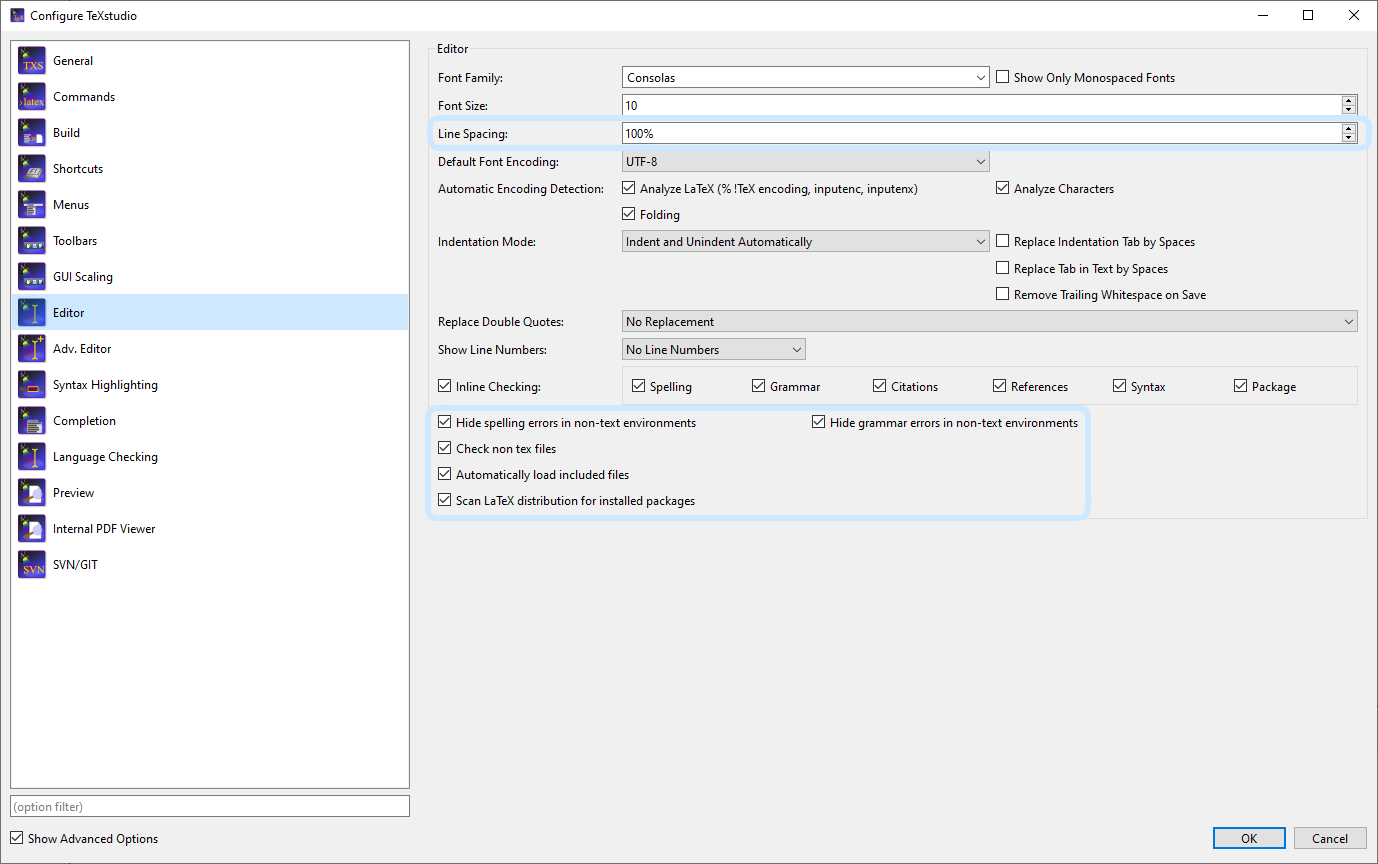 Configure TeXstudio
TXS General
latex Commands
Build
Shortcuts
Menus
Toolbars
GUI Scaling
Editor
Adv. Editor
Syntax Highlighting
Completion
Language Checking
Preview
Internal PDF Viewer
SVN SVN/GIT
(option filter)
Show Advanced Options
Editor
Font Family: Consolas Show Only Monospaced Fonts
Font Size: 10
Line Spacing: 100%
Default Font Encoding: UTF-8
Automatic Encoding Detection: Analyze LaTeX (% !TeX encoding, inputenc, inputenx) Analyze Characters
Folding
Indentation Mode: Indent and Unindent Automatically Replace Indentation Tab by Spaces
Replace Tab in Text by Spaces
Remove Trailing Whitespace on Save
Replace Double Quotes: No Replacement
Show Line Numbers: No Line Numbers
Inline Checking: Spelling Grammar Citations References Syntax Package
Hide spelling errors in non-text environments Hide grammar errors in non-text environments
Check non tex files
Automatically load included files
Scan LaTeX distribution for installed packages
OK Cancel